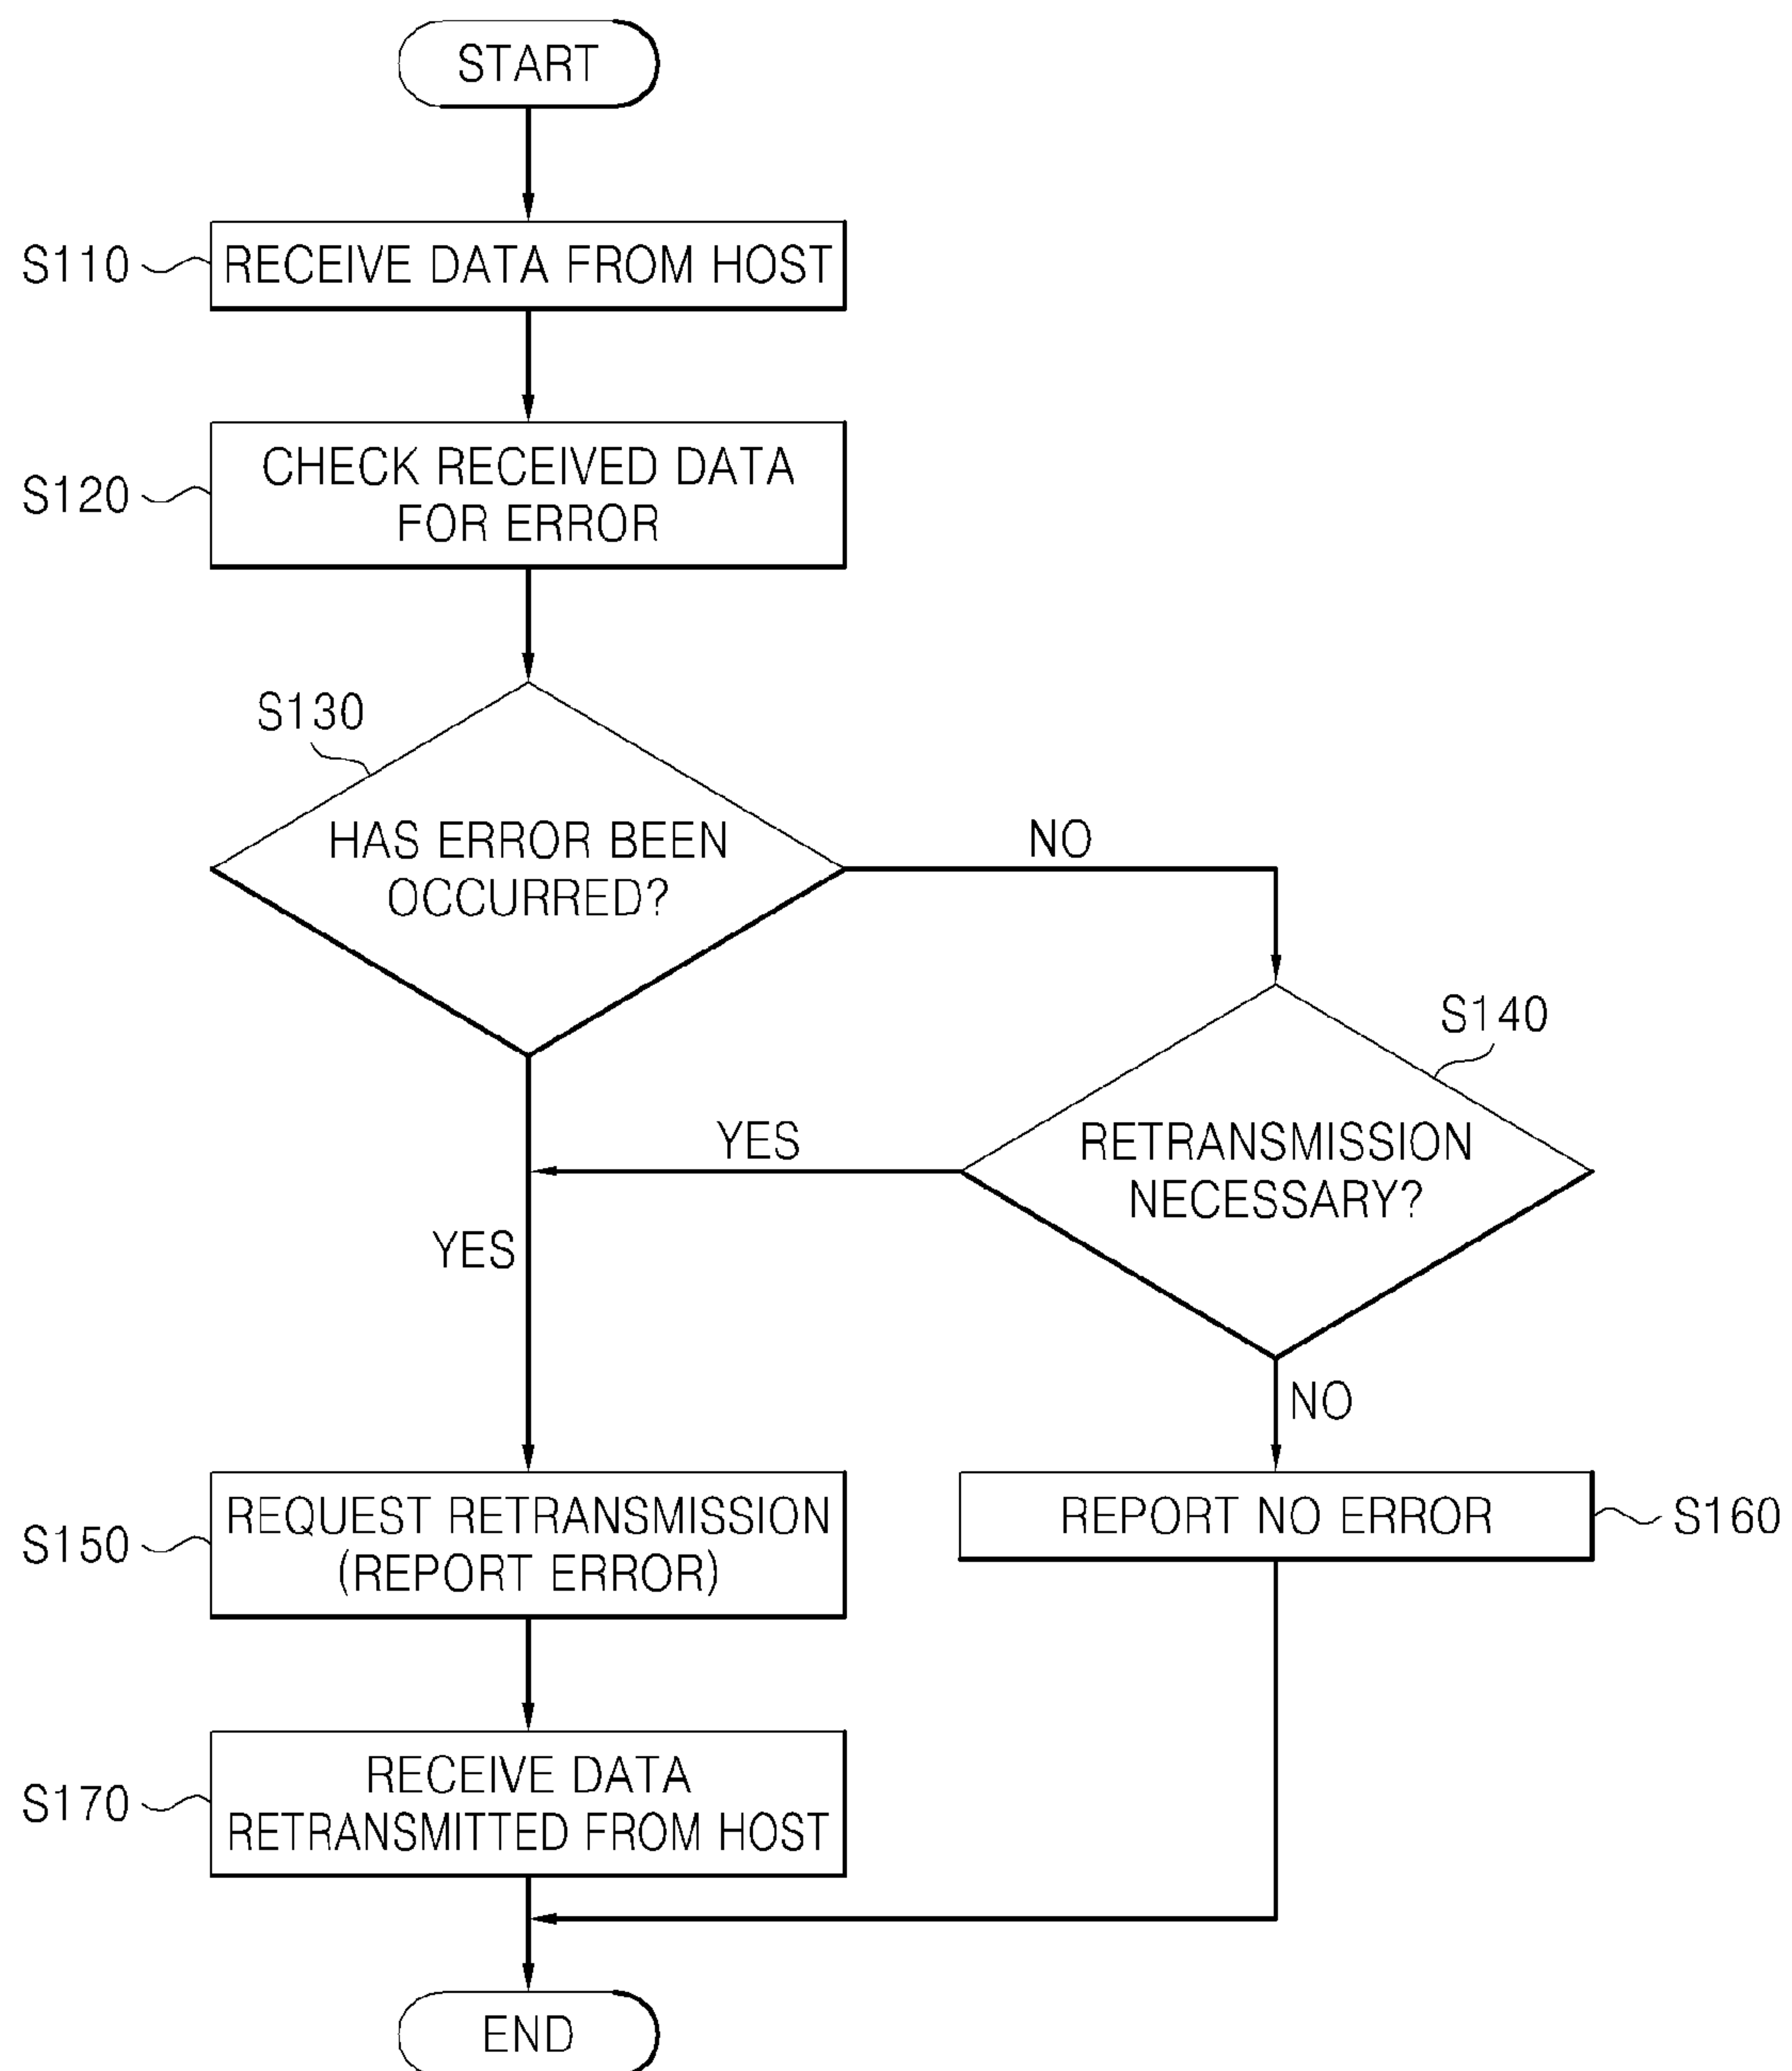 START
S110
RECEIVE DATA FROM HOST
S120
CHECK RECEIVED DATA
FOR ERROR
S130
HAS ERROR BEEN
OCCURRED?
NO
S140
RETRANSMISSION
NECESSARY?
YES
YES
NO
S150
REQUEST RETRANSMISSION
(REPORT ERROR)
REPORT NO ERROR
S160
S170
RECEIVE DATA
RETRANSMITTED FROM HOST
END